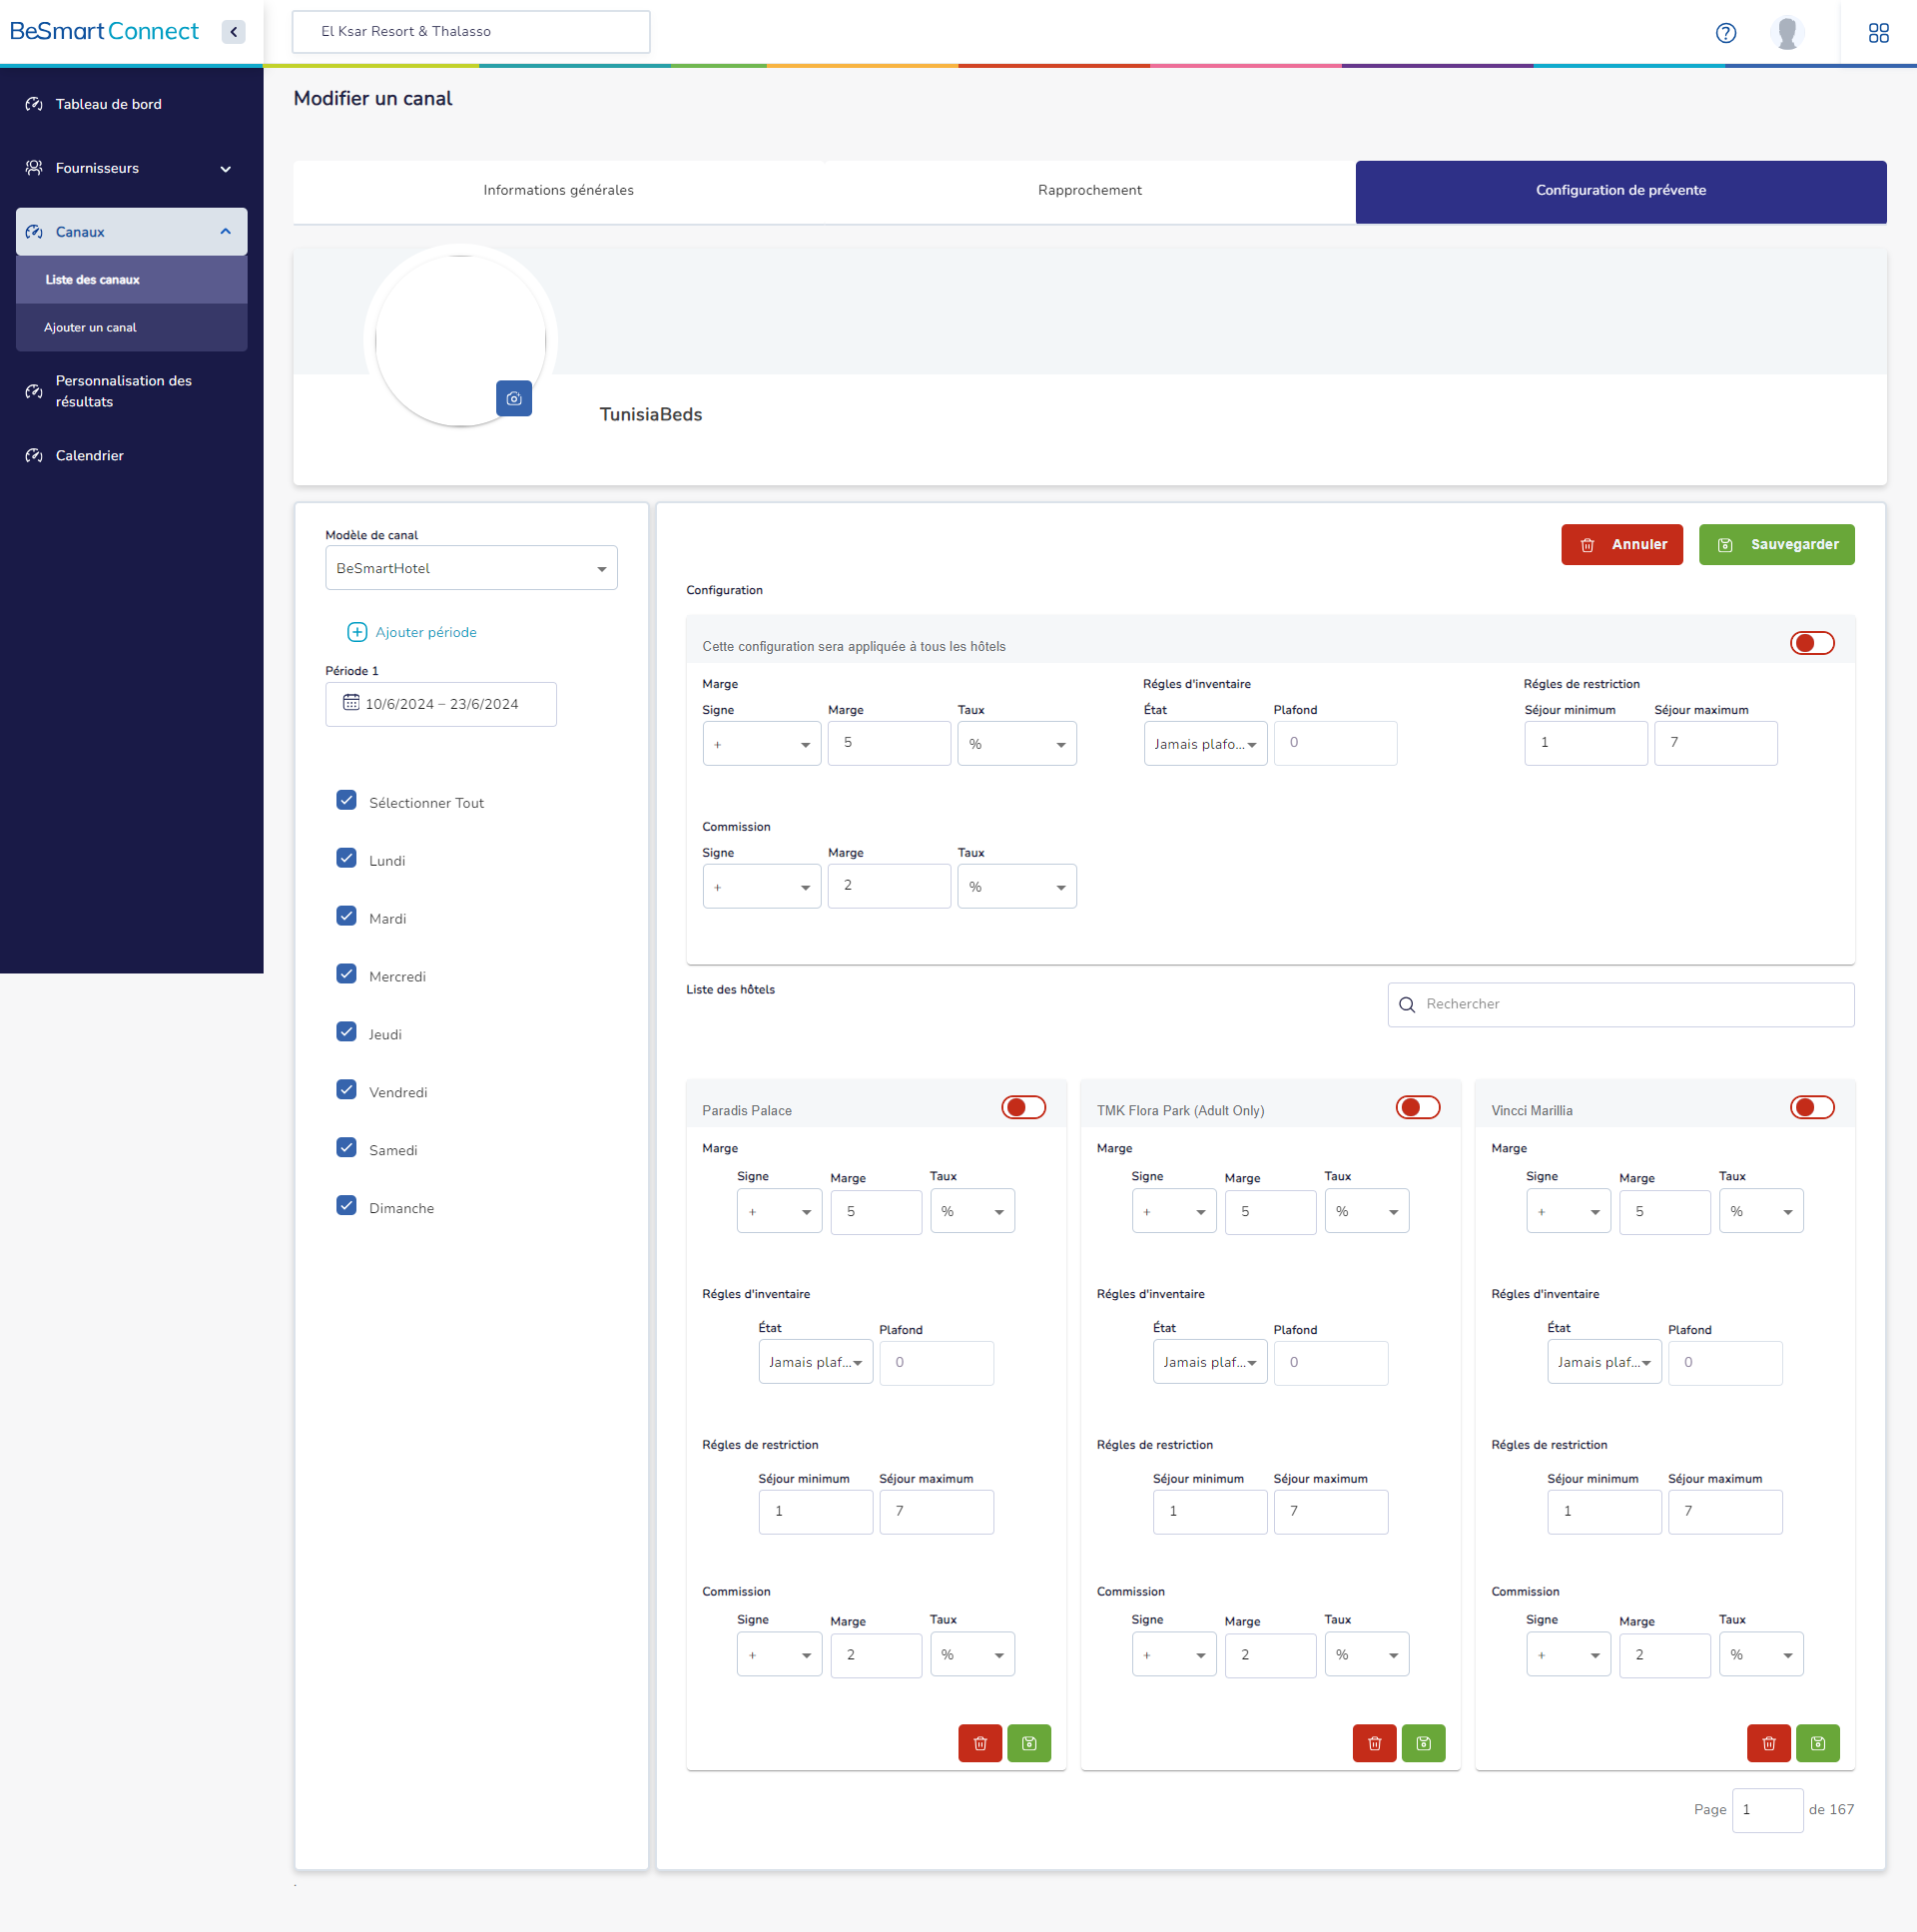 BeSmart Connect
El Ksar Resort & Thalasso
Tableau de bord
Fournisseurs
Canaux
Liste des canaux
Ajouter un canal
Personnalisation des
résultats
Calendrier
Modifier un canal
Informations générales
Rapprochement
Configuration de prévente
TunisiaBeds
Modèle de canal
BeSmartHotel
Ajouter période
Période 1
10/6/2024 – 23/6/2024
Sélectionner Tout
Lundi
Mardi
Mercredi
Jeudi
Vendredi
Samedi
Dimanche
Annuler
Sauvegarder
Configuration
Cette configuration sera appliquée à tous les hôtels
Marge
Signe Marge Taux
+ 5 %
Régles d'inventaire
État Plafond
Jamais plafo... 0
Régles de restriction
Séjour minimum Séjour maximum
1 7
Commission
Signe Marge Taux
+ 2 %
Liste des hôtels
Rechercher
Paradis Palace
Marge
Signe Marge Taux
+ 5 %
Régles d'inventaire
État Plafond
Jamais plaf... 0
Régles de restriction
Séjour minimum Séjour maximum
1 7
Commission
Signe Marge Taux
+ 2 %
TMK Flora Park (Adult Only)
Marge
Signe Marge Taux
+ 5 %
Régles d'inventaire
État Plafond
Jamais plaf... 0
Régles de restriction
Séjour minimum Séjour maximum
1 7
Commission
Signe Marge Taux
+ 2 %
Vincci Marillia
Marge
Signe Marge Taux
+ 5 %
Régles d'inventaire
État Plafond
Jamais plaf... 0
Régles de restriction
Séjour minimum Séjour maximum
1 7
Commission
Signe Marge Taux
+ 2 %
Page 1 de 167
.